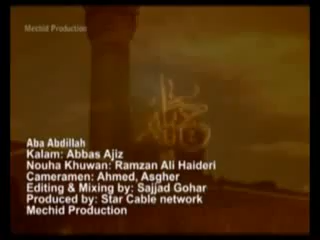 Mechid Production
Aba Abdillah
Kalam: Abbas Ajiz
Nouha Khuwan: Ramzan Ali Haideri
Cameramen: Ahmed, Asgher
Editing & Mixing by: Sajjad Gohar
Produced by: Star Cable network
Mechid Production